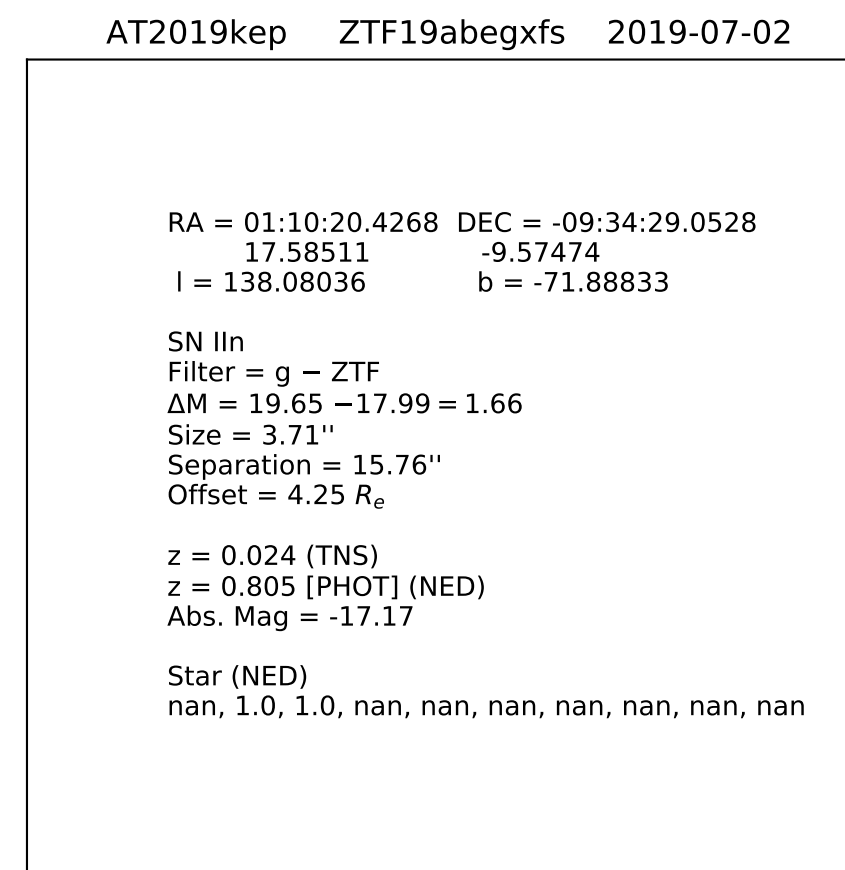 AT2019kep ZTF19abegxfs 2019-07-02
RA = 01:10:20.4268 DEC = -09:34:29.0528
17.58511 -9.57474
l = 138.08036 b = -71.88833
SN IIn
Filter = g − ZTF
ΔM = 19.65 −17.99 = 1.66
Size = 3.71''
Separation = 15.76''
Offset = 4.25 Rₑ
z = 0.024 (TNS)
z = 0.805 [PHOT] (NED)
Abs. Mag = -17.17
Star (NED)
nan, 1.0, 1.0, nan, nan, nan, nan, nan, nan, nan